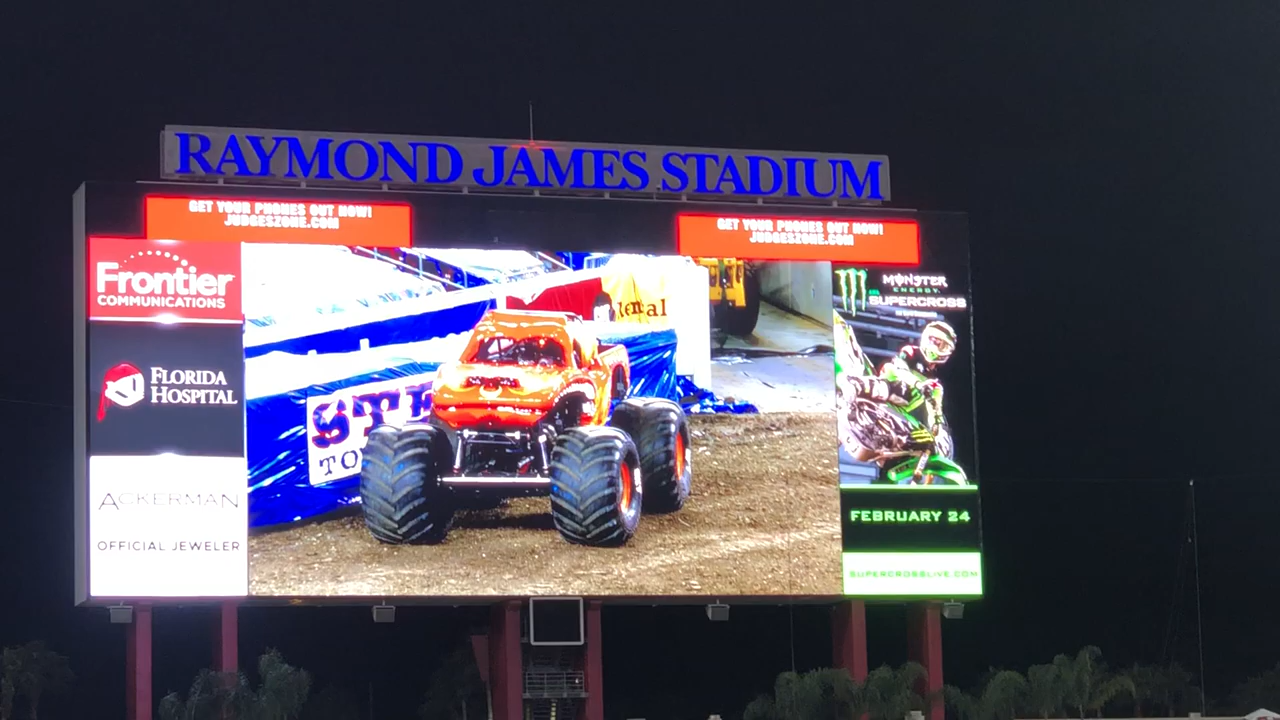 RAYMOND JAMES STADIUM
GET YOUR PHONES OUT NOW!
JUDGESZONE.COM
GET YOUR PHONES OUT NOW!
JUDGESZONE.COM
Frontier
COMMUNICATIONS
FLORIDA
HOSPITAL
ACKERMAN
OFFICIAL JEWELER
MONSTER
ENERGY
SUPERCROSS
FEBRUARY 24
SUPERCROSSLIVE.COM